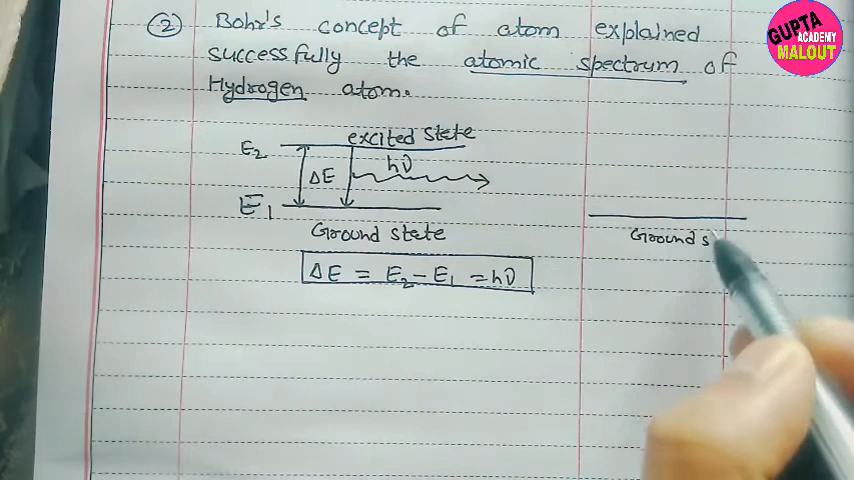 ② Bohr's concept of atom explained
successfully the atomic spectrum of
Hydrogen atom.
excited state
E₂
hν
ΔE
E₁
Ground state
ΔE = E₂-E₁ = hν
Ground s
GUPTA
ACADEMY
MALOUT